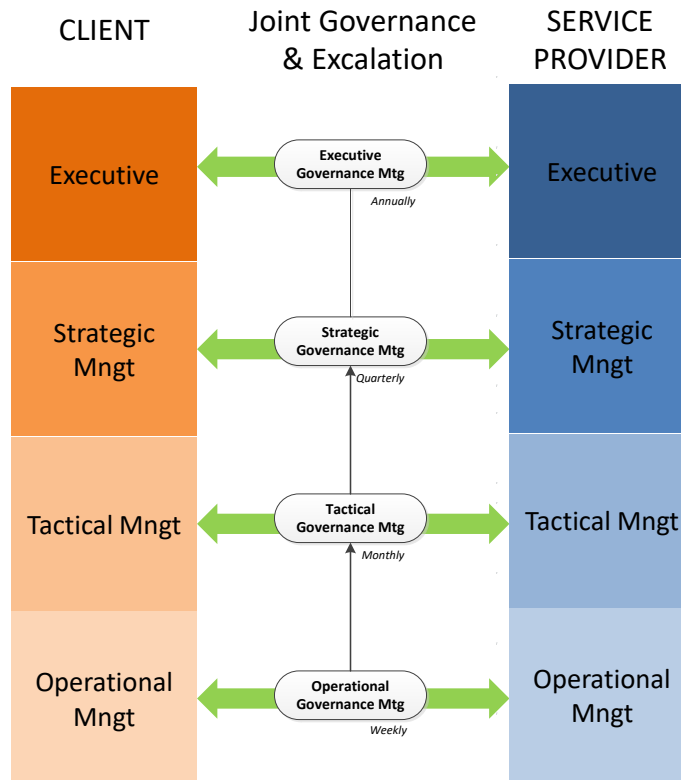 CLIENT
Joint Governance
& Excalation
SERVICE
PROVIDER
Executive
Executive
Governance Mtg
Annually
Executive
Strategic
Mngt
Strategic
Governance Mtg
Quarterly
Strategic
Mngt
Tactical Mngt
Tactical
Governance Mtg
Monthly
Tactical Mngt
Operational
Mngt
Operational
Governance Mtg
Weekly
Operational
Mngt